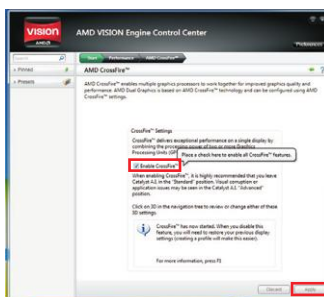 VISION
AMD
AMD VISION Engine Control Center
Preferences
Search
Start
Performance
AMD CrossFire™
Pinned
Presets
AMD CrossFire™
AMD CrossFire™ enables multiple graphics processors to work together for improved graphics quality and
performance. AMD Dual Graphics is based on AMD CrossFire™ technology and can be configured using AMD
CrossFire™ settings.
CrossFire™ Settings
CrossFire™ delivers exceptional performance on a single display by
combining the processing power of two or more Graphics
Processing Units (GPU
Place a check here to enable all CrossFire™ features.
Enable CrossFire™
When enabling CrossFire™, it is highly recommended that you leave
Catalyst A.I. in the "Standard" position. Visual corruption or
application issues may be seen in the Catalyst A.I. "Advanced"
position.
Click on 3D in the navigation tree to review or change either of these
3D settings.
CrossFire™ has now started. When you disable this
feature, you will need to restore your previous display
settings (creating a profile will make this easier).
For more information, press F1
Discard
Apply